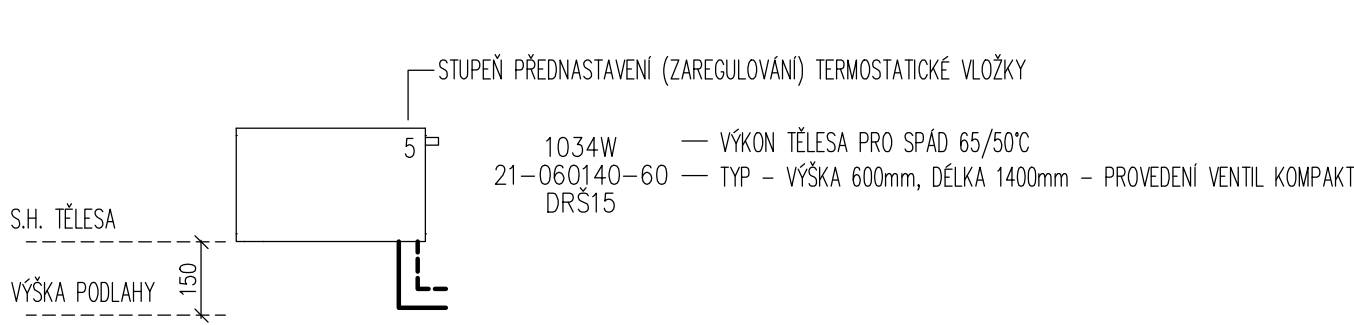 STUPEŇ PŘEDNASTAVENÍ (ZAREGULOVÁNÍ) TERMOSTATICKÉ VLOŽKY
5
1034W — VÝKON TĚLESA PRO SPÁD 65/50°C
21-060140-60 — TYP - VÝŠKA 600mm, DÉLKA 1400mm - PROVEDENÍ VENTIL KOMPAKT
DRŠ15
S.H. TĚLESA
150
VÝŠKA PODLAHY